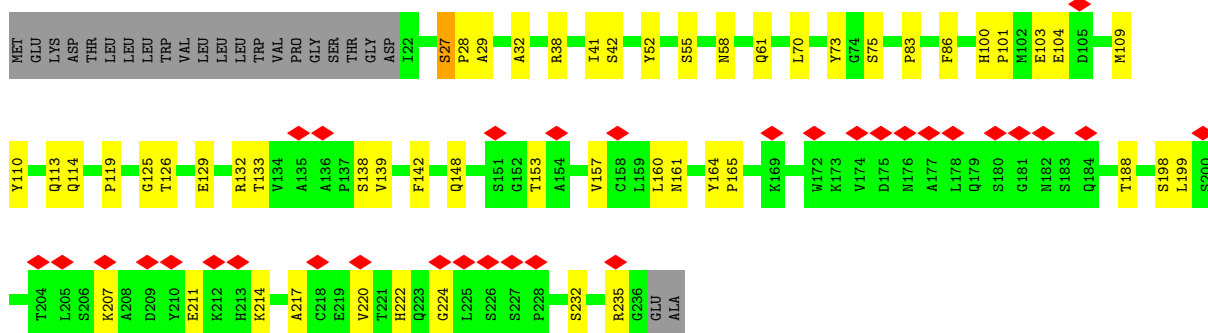 MET GLU LYS ASP THR LEU LEU LEU TRP VAL LEU LEU LEU TRP VAL PRO GLY SER THR GLY ASP I22 S27 P28 A29 A32 R38 I41 S42 Y52 S55 N58 Q61 L70 Y73 G74 S75 P83 F86 H100 P101 M102 E103 E104 D105 M109
Y110 Q113 Q114 P119 G125 T126 E129 R132 T133 V134 A135 A136 P137 S138 V139 F142 Q148 S151 G152 T153 A154 V157 C158 L159 L160 N161 Y164 P165 K169 W172 K173 V174 D175 N176 A177 L178 Q179 S180 G181 N182 S183 Q184 T188 S198 L199 S200
T204 L205 S206 K207 A208 D209 Y210 E211 K212 H213 K214 A217 C218 E219 V220 T221 H222 Q223 G224 L225 S226 S227 P228 S232 R235 G236 GLU ALA